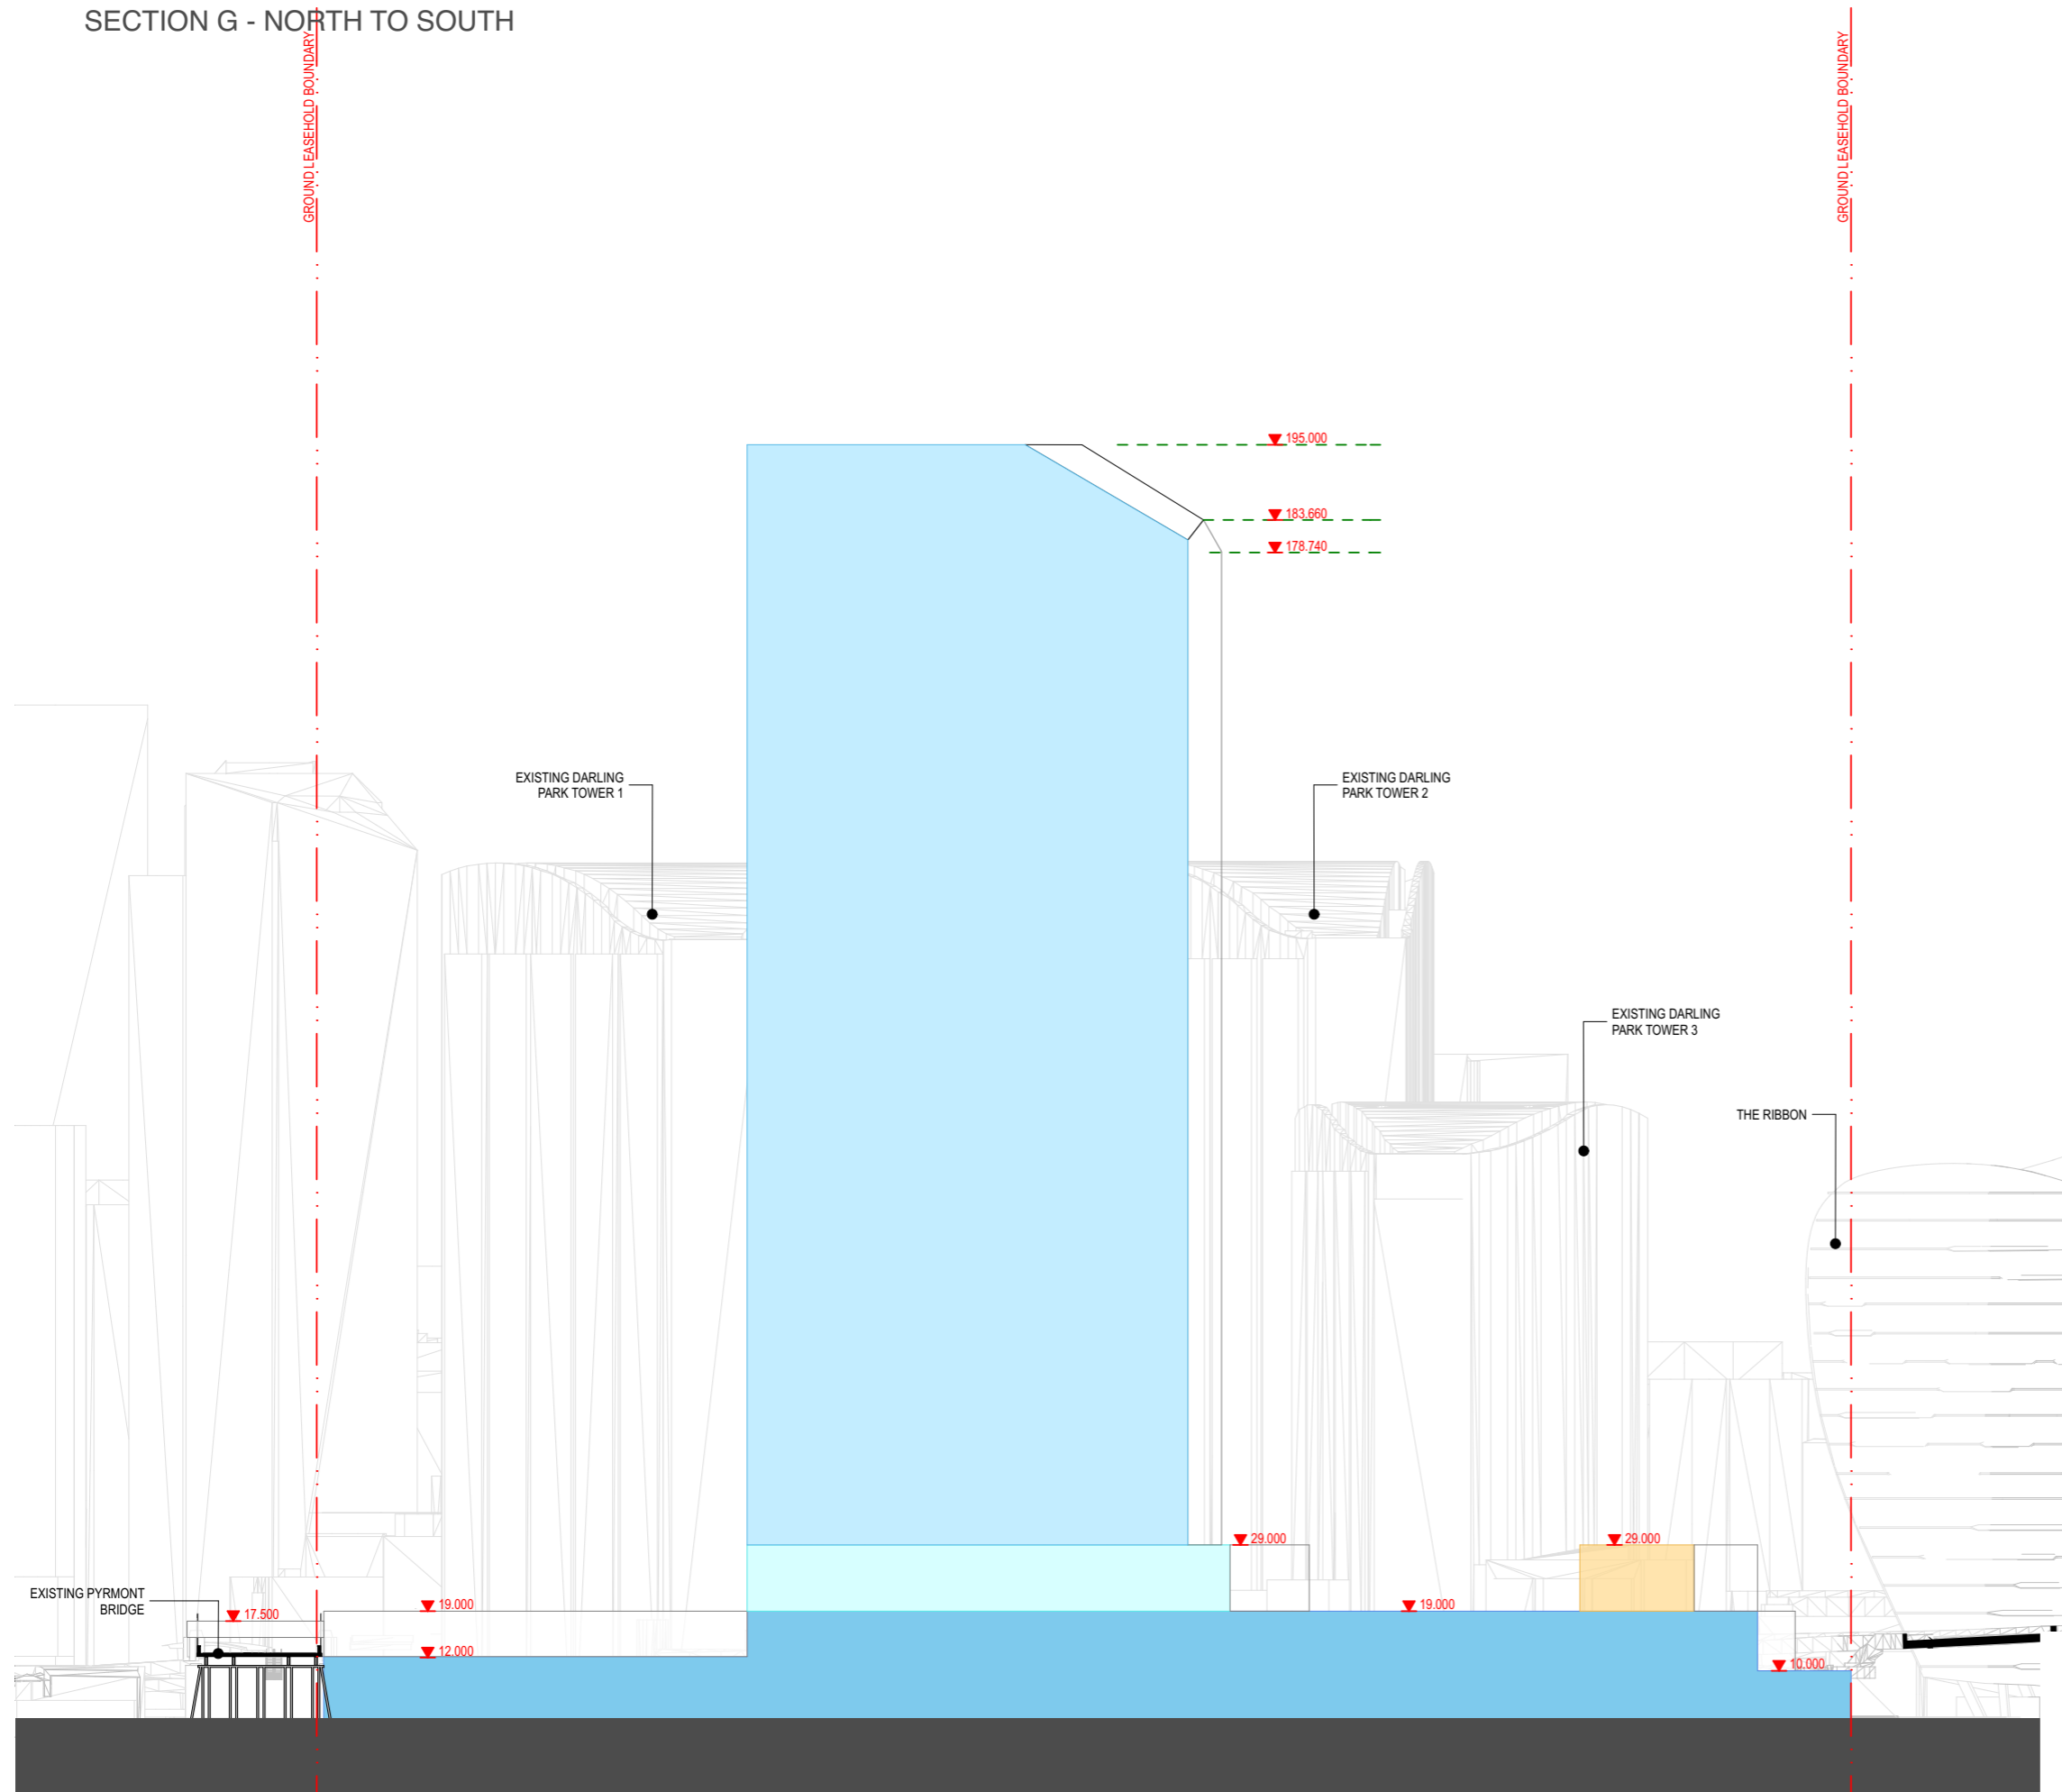 SECTION G - NORTH TO SOUTH
GROUND LEASEHOLD BOUNDARY
GROUND LEASEHOLD BOUNDARY
195.000
183.660
178.740
EXISTING DARLING
PARK TOWER 1
EXISTING DARLING
PARK TOWER 2
EXISTING DARLING
PARK TOWER 3
THE RIBBON
29.000
29.000
EXISTING PYRMONT
BRIDGE
17.500
19.000
19.000
12.000
10.000